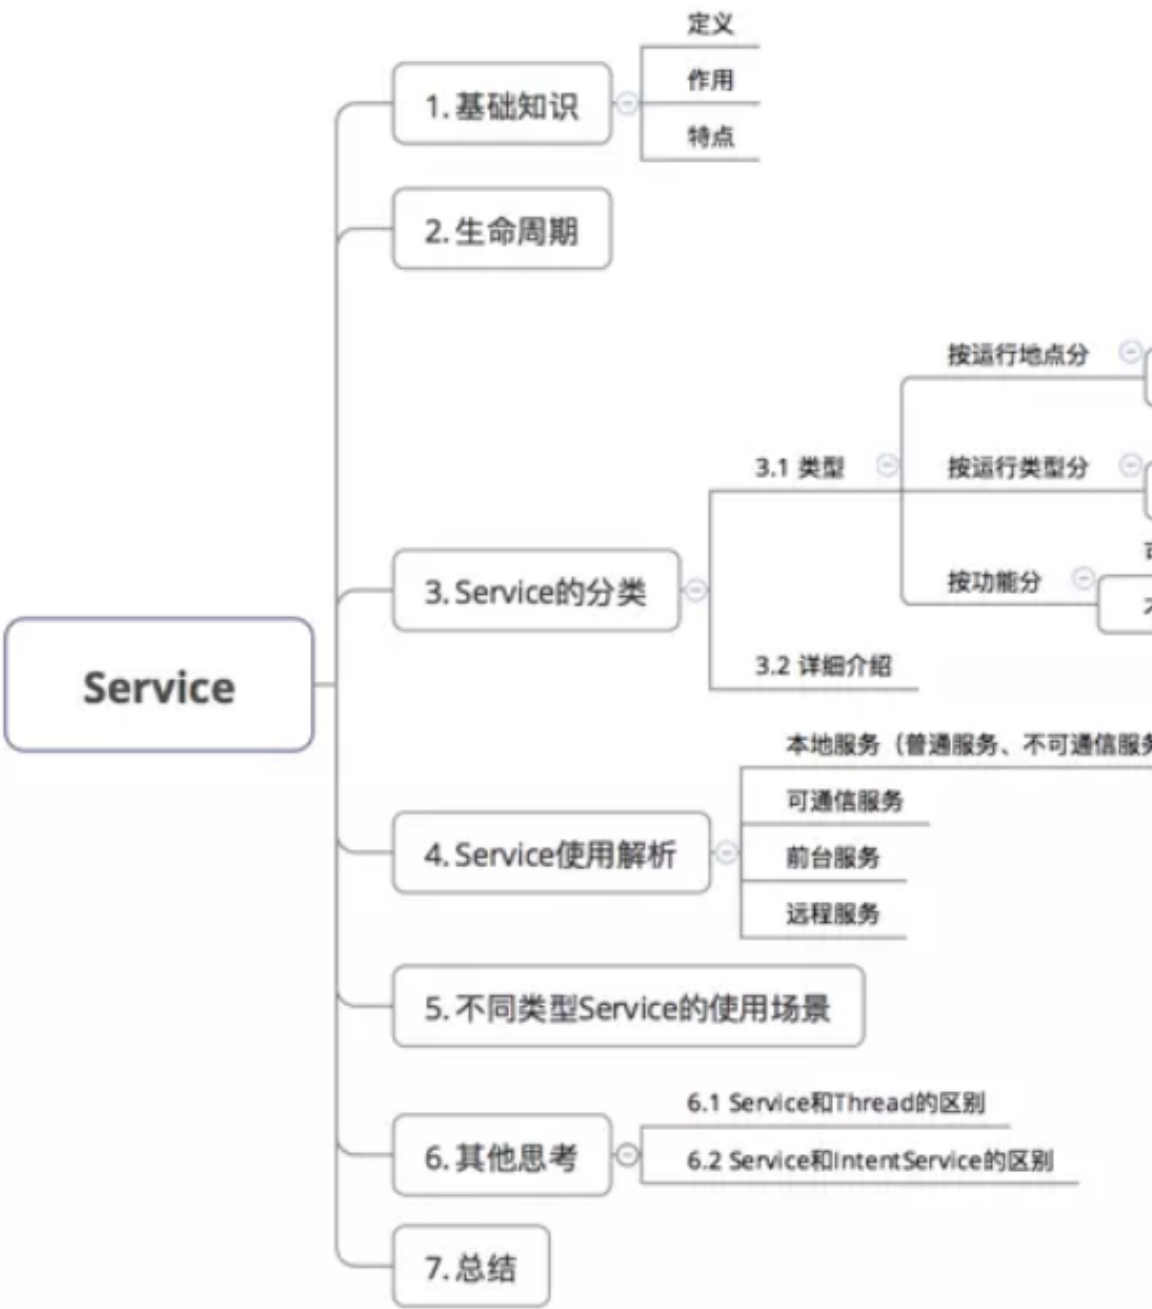 定义
作用
1. 基础知识
特点
2. 生命周期
按运行地点分
3.1 类型
按运行类型分
按功能分
3. Service的分类
3.2 详细介绍
Service
本地服务（普通服务、不可通信服务
可通信服务
4. Service使用解析
前台服务
远程服务
5. 不同类型Service的使用场景
6.1 Service和Thread的区别
6. 其他思考
6.2 Service和IntentService的区别
7. 总结